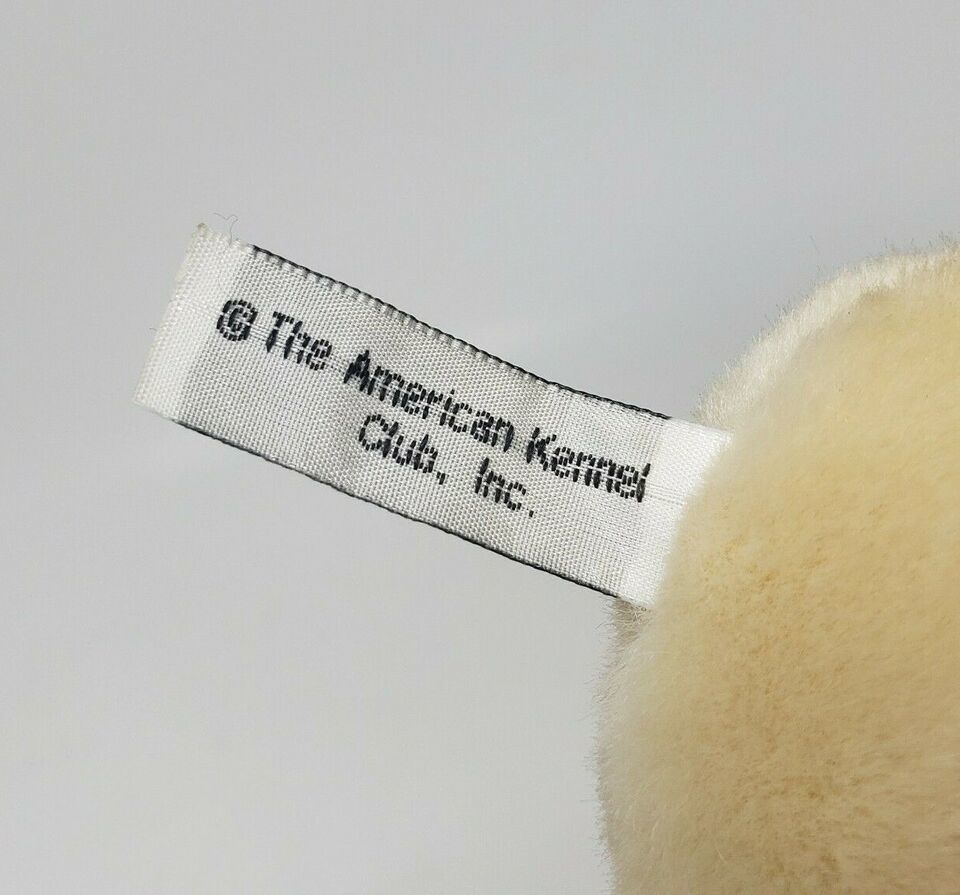 © The American Kennel
Club, Inc.